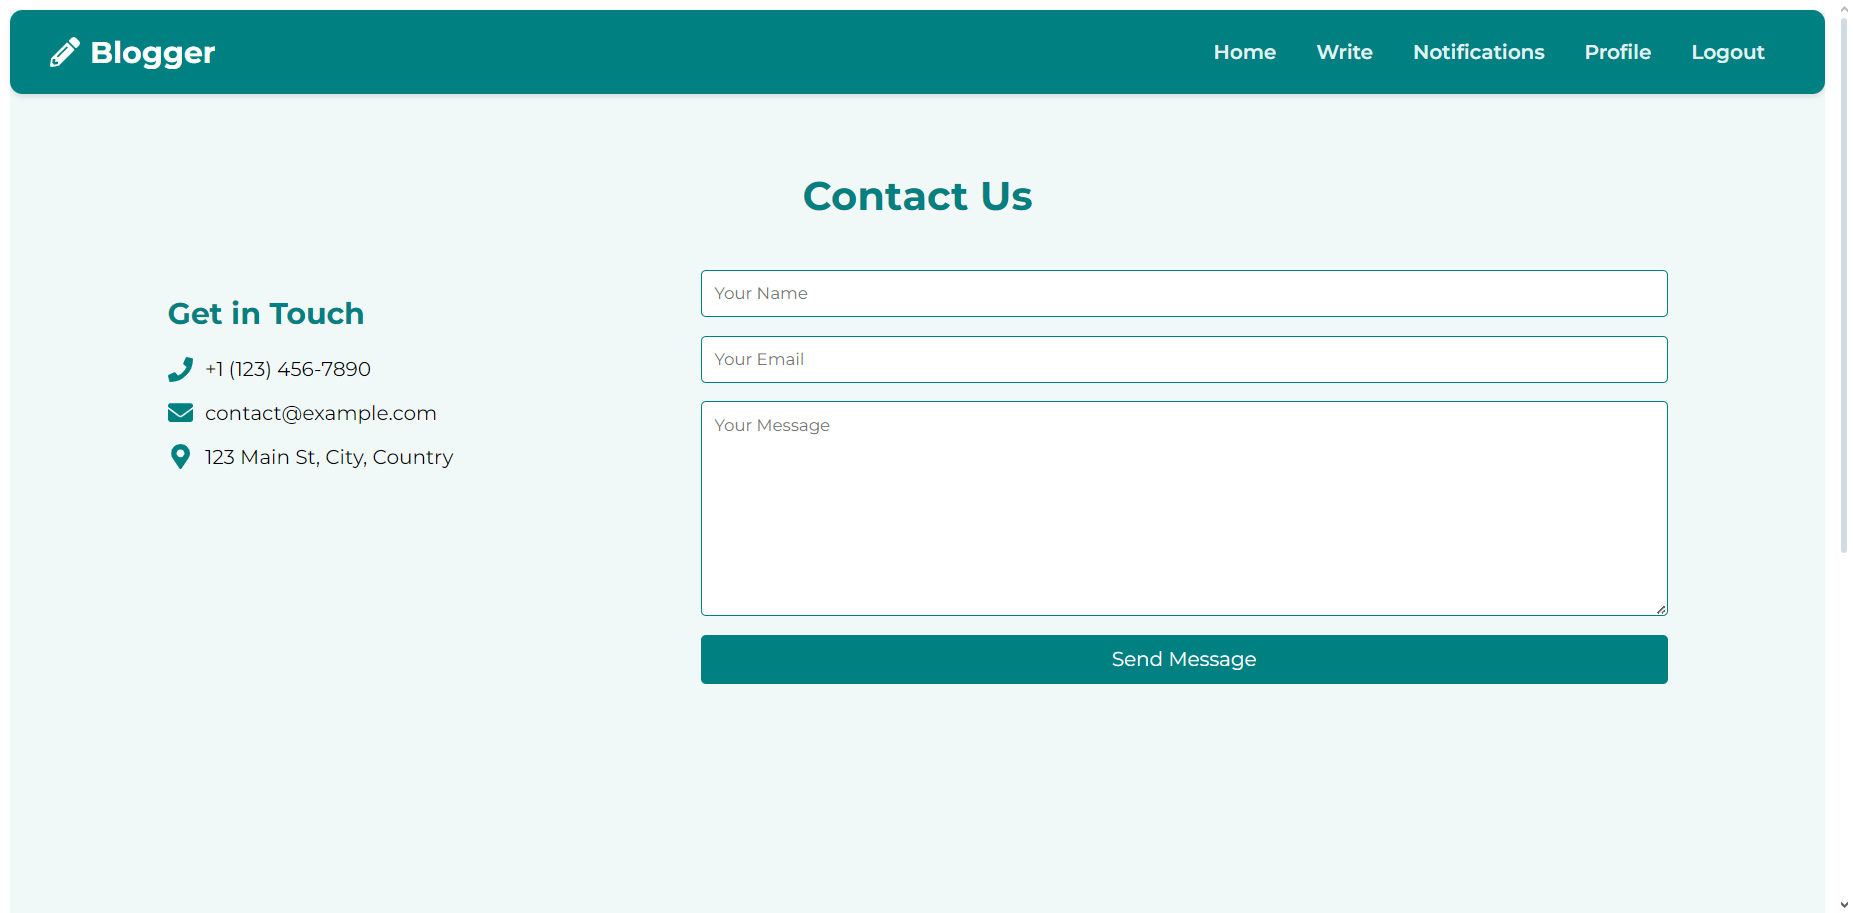 Blogger
Home Write Notifications Profile Logout
Contact Us
Get in Touch
+1 (123) 456-7890
contact@example.com
123 Main St, City, Country
Your Name
Your Email
Your Message
Send Message